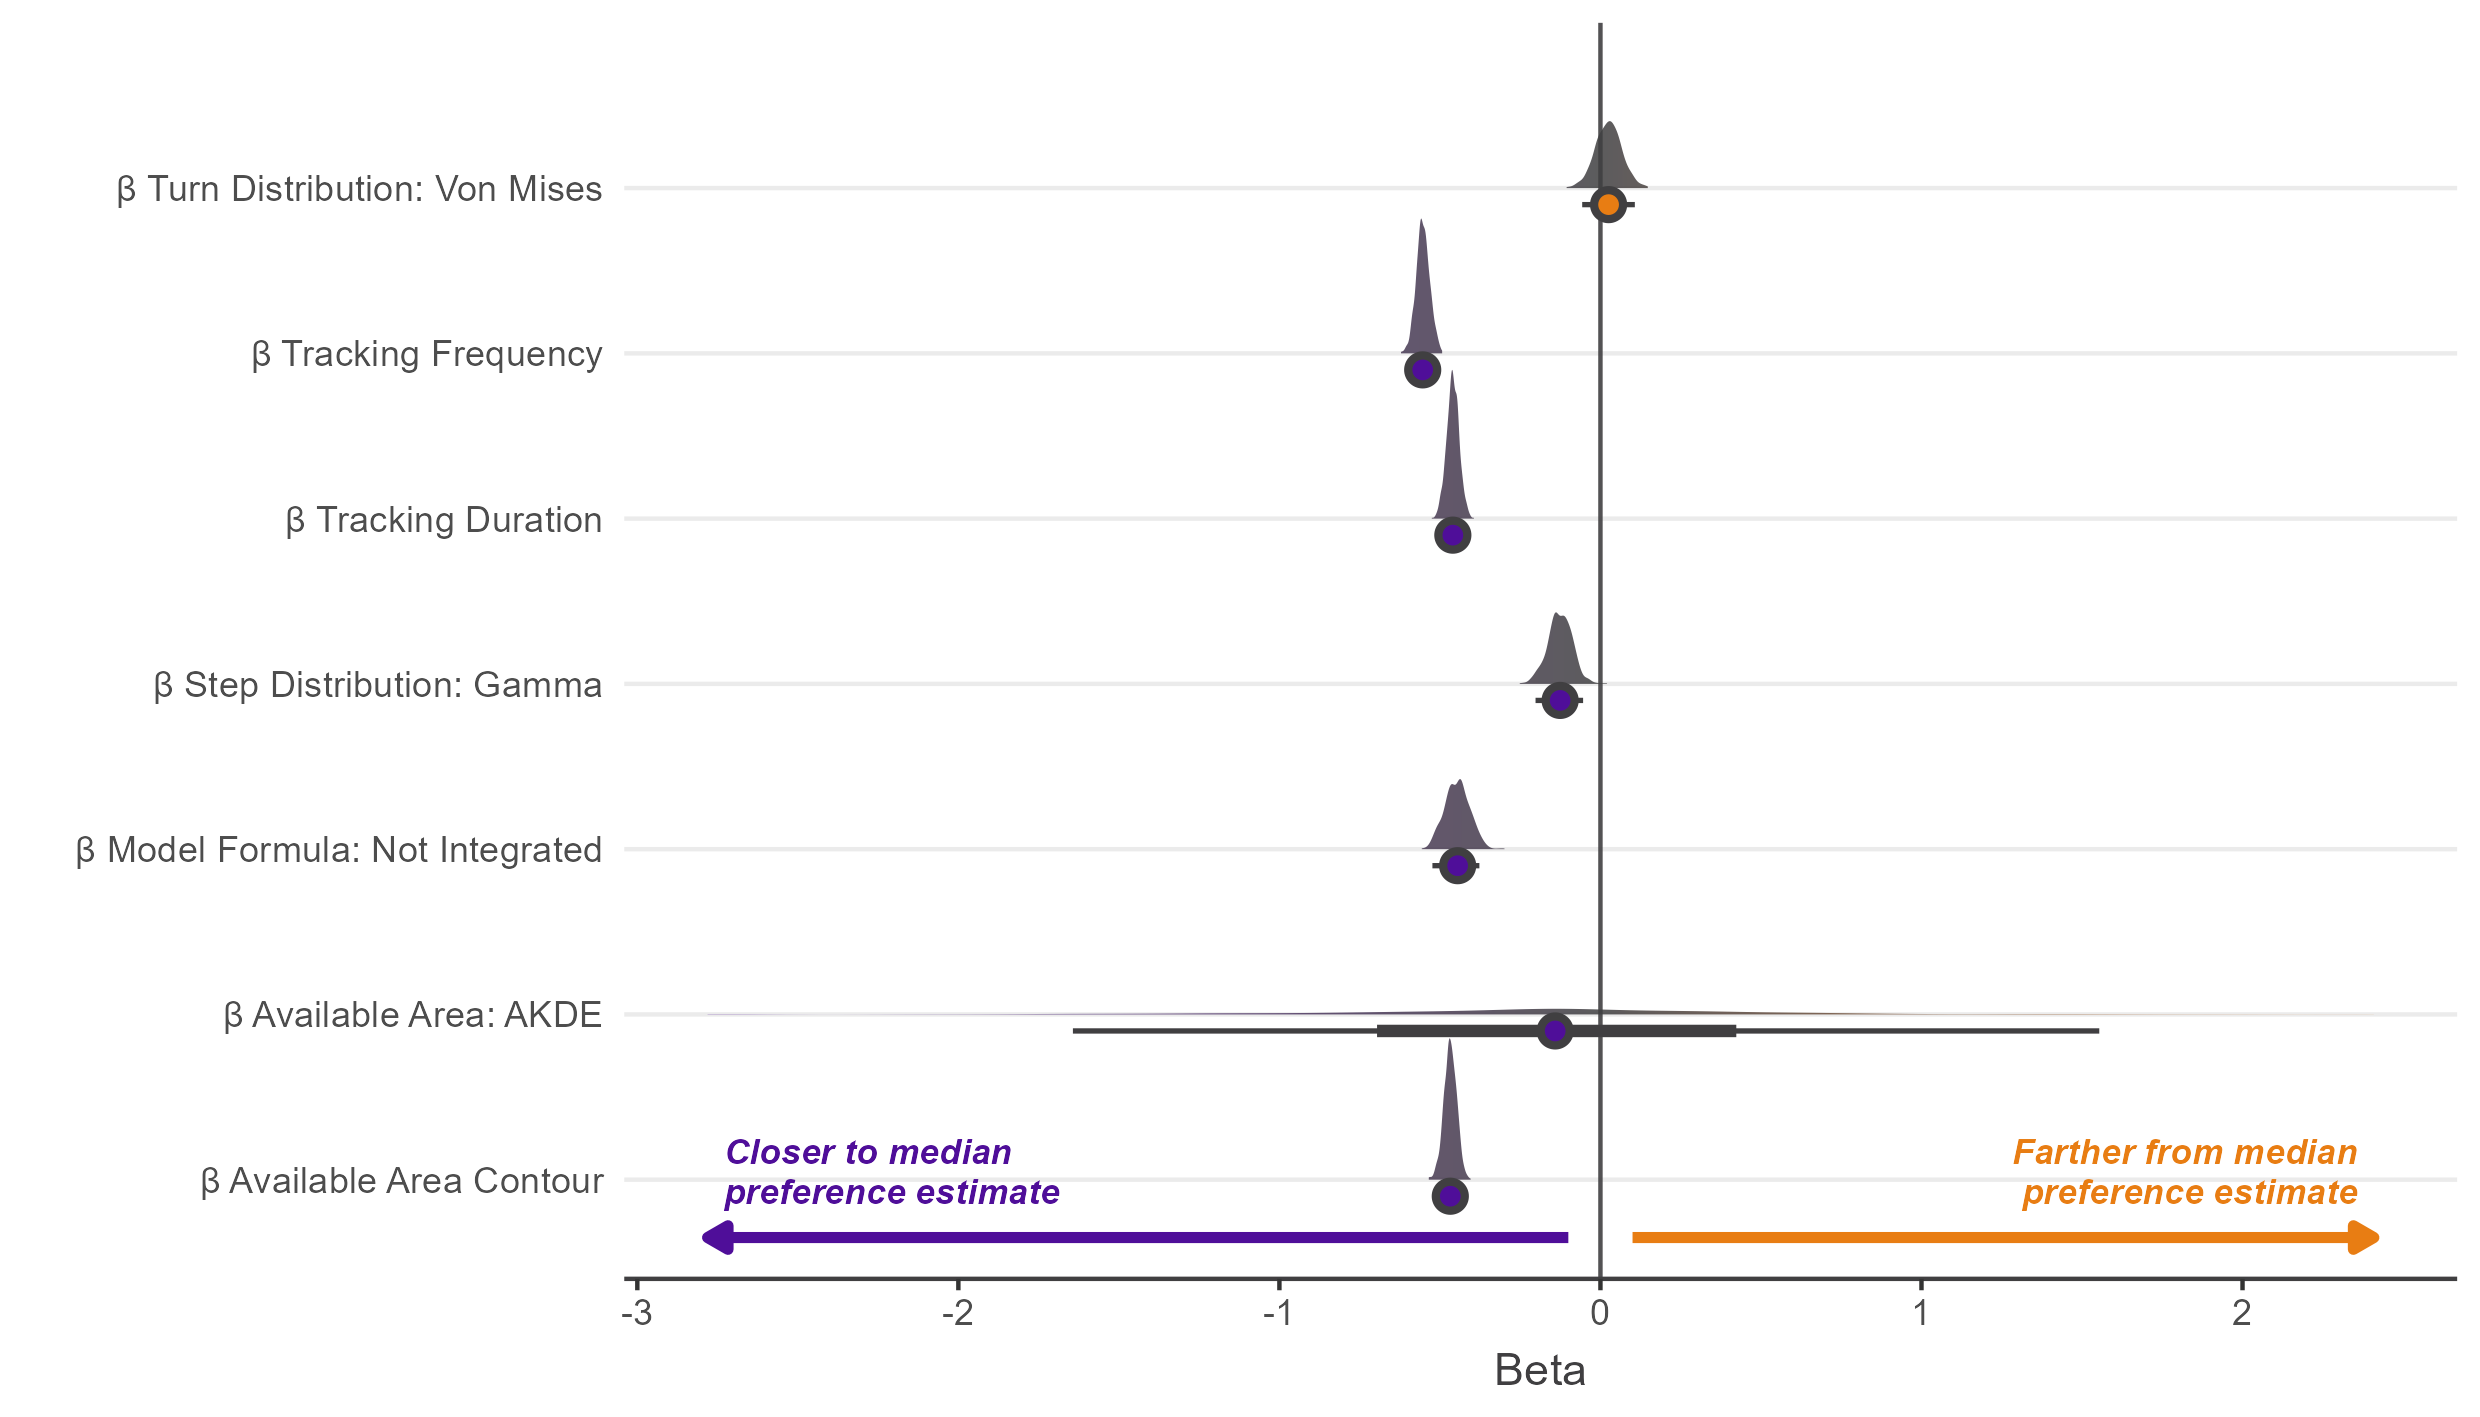 β Turn Distribution: Von Mises
β Tracking Frequency
β Tracking Duration
β Step Distribution: Gamma
β Model Formula: Not Integrated
β Available Area: AKDE
β Available Area Contour
Closer to median
preference estimate
Farther from median
preference estimate
-3 -2 -1 0 1 2
Beta